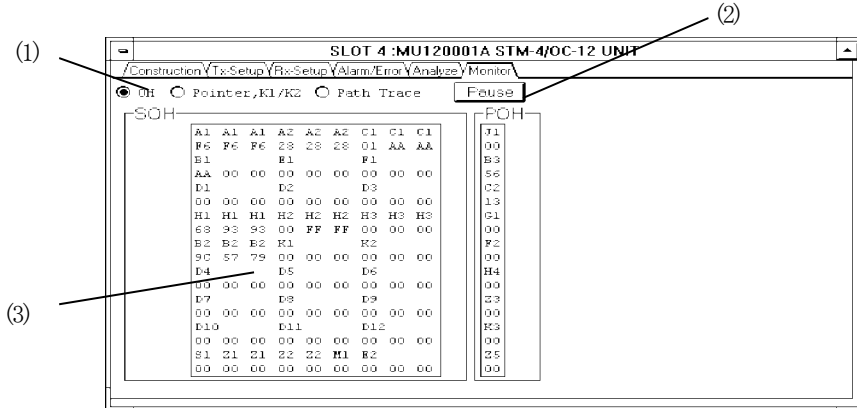 (2)
(1)
SLOT 4 :MU120001A STM-4/OC-12 UNIT
Construction Tx-Setup Rx-Setup Alarm/Error Analyze Monitor
OH Pointer,K1/K2 Path Trace Pause
SOH POH
A1 A1 A1 A2 A2 A2 C1 C1 C1 J1
F6 F6 F6 28 28 28 01 AA AA 00
B1 E1 F1 B3
AA 00 00 00 00 00 00 00 00 56
D1 D2 D3 C2
00 00 00 00 00 00 00 00 00 13
H1 H1 H1 H2 H2 H2 H3 H3 H3 G1
68 93 93 00 FF FF 00 00 00 00
B2 B2 B2 K1 K2 F2
9C 57 79 00 00 00 00 00 00 00
D4 D5 D6 H4
00 00 00 00 00 00 00 00 00 00
D7 D8 D9 Z3
(3)
00 00 00 00 00 00 00 00 00 00
D10 D11 D12 K3
00 00 00 00 00 00 00 00 00 00
S1 Z1 Z1 Z2 Z2 M1 E2 Z5
00 00 00 00 00 00 00 00 00 00